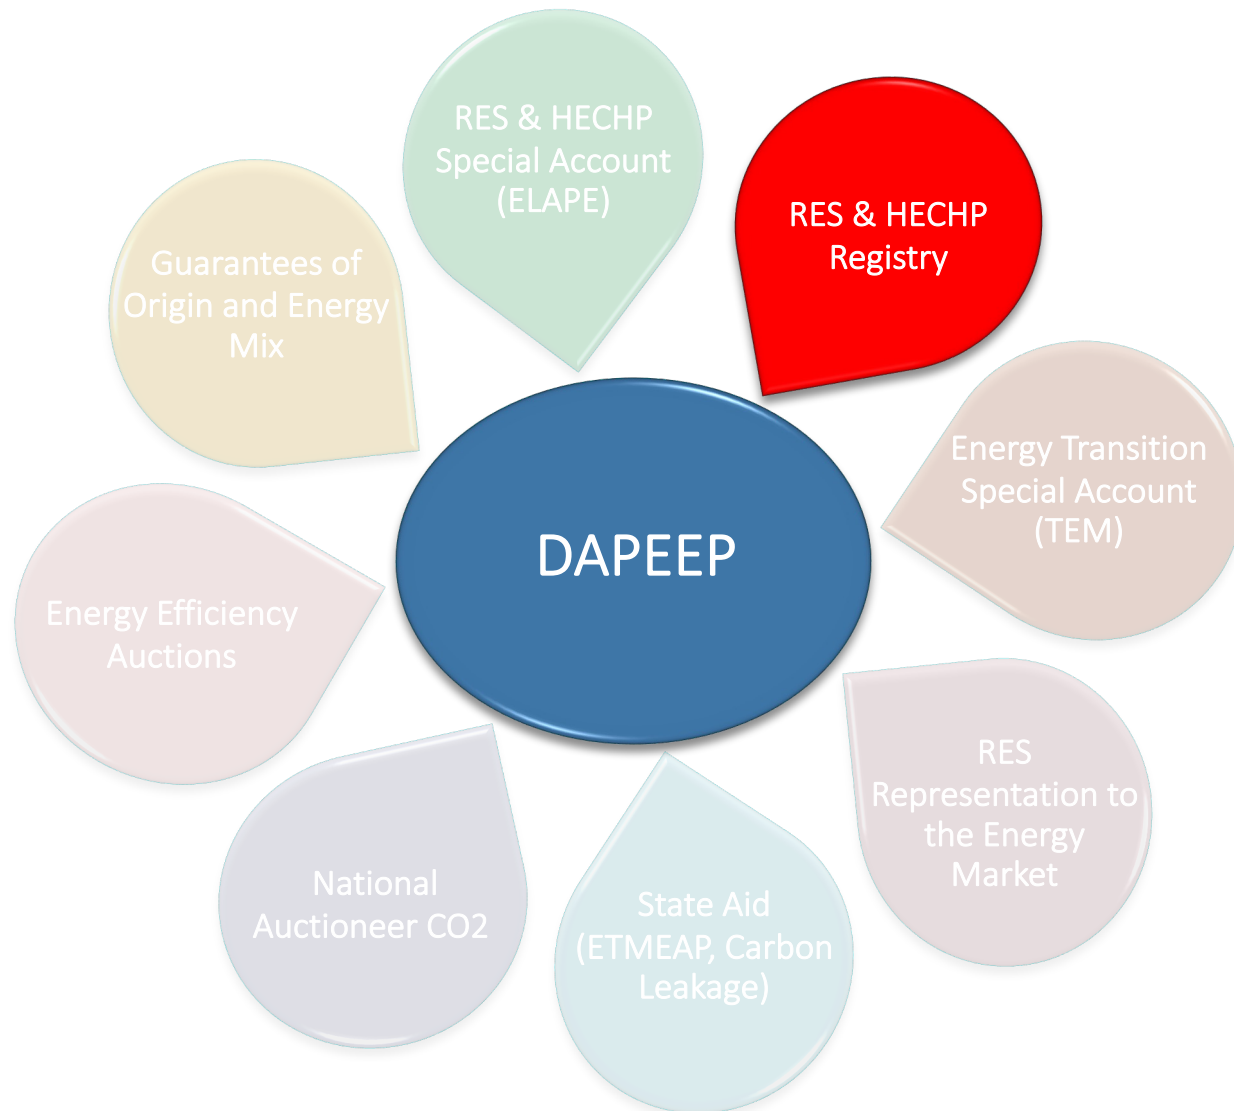 RES & HECHP
Special Account
(ELAPE)
RES & HECHP
Registry
Energy Transition
Special Account
(TEM)
RES
Representation to
the Energy
Market
State Aid
(ETMEAP, Carbon
Leakage)
National
Auctioneer CO2
Energy Efficiency
Auctions
Guarantees of
Origin and Energy
Mix
DAPEEP